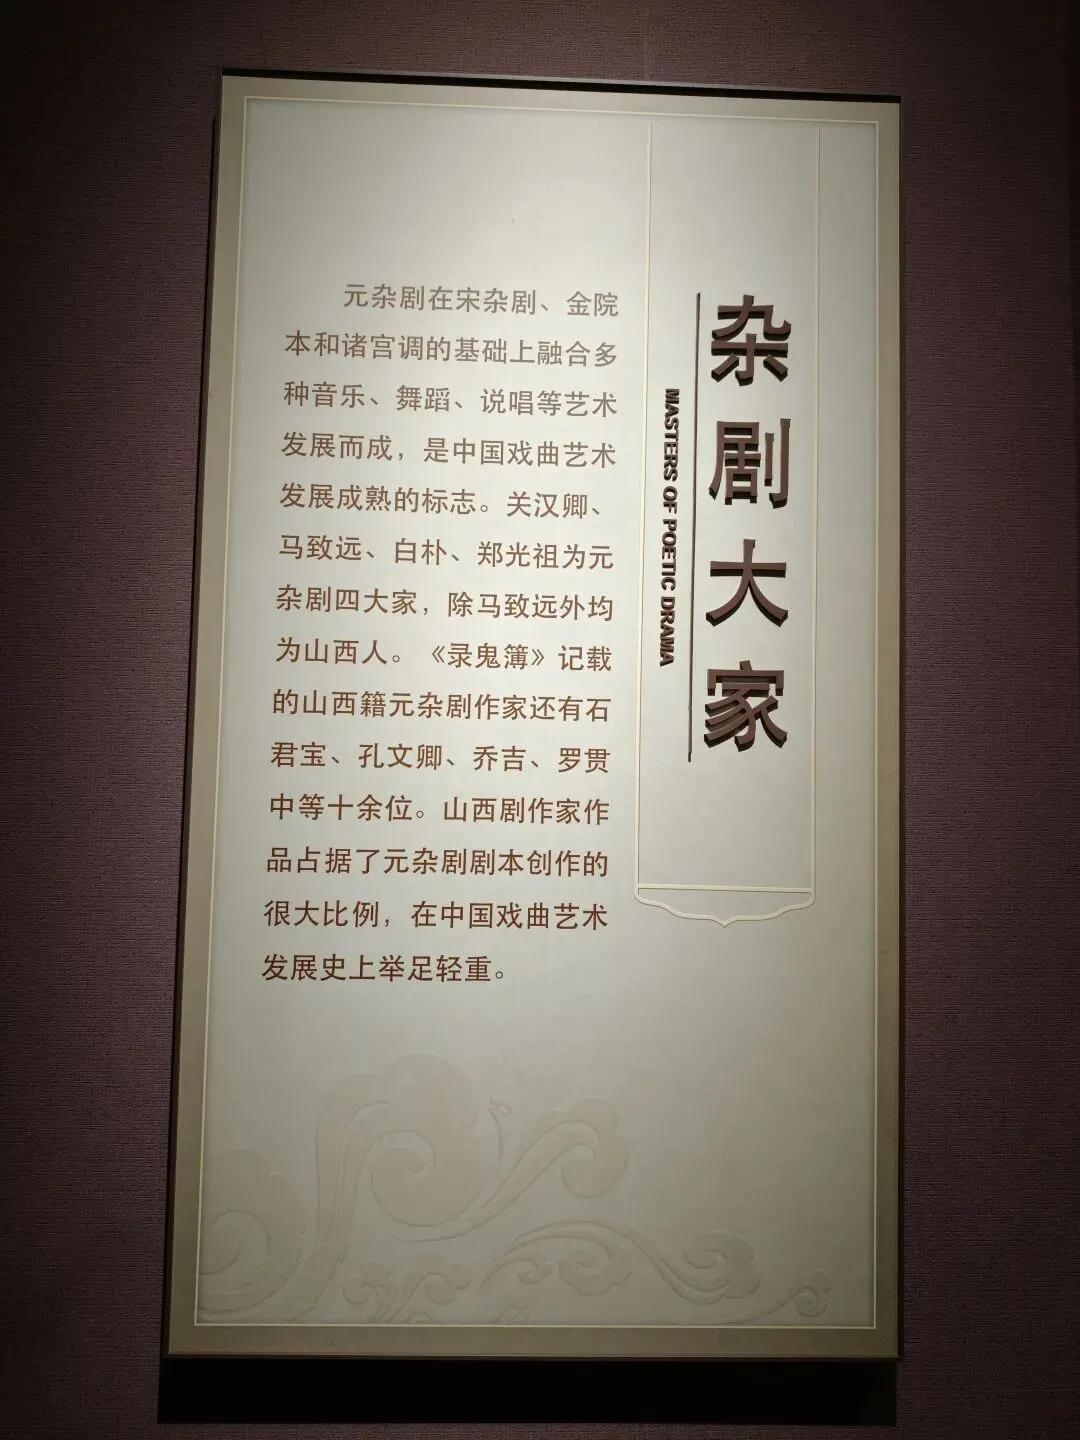 杂剧大家
MASTERS OF POETIC DRAMA
元杂剧在宋杂剧、金院
本和诸宫调的基础上融合多
种音乐、舞蹈、说唱等艺术
发展而成，是中国戏曲艺术
发展成熟的标志。关汉卿、
马致远、白朴、郑光祖为元
杂剧四大家，除马致远外均
为山西人。《录鬼簿》记载
的山西籍元杂剧作家还有石
君宝、孔文卿、乔吉、罗贯
中等十余位。山西剧作家作
品占据了元杂剧剧本创作的
很大比例，在中国戏曲艺术
发展史上举足轻重。